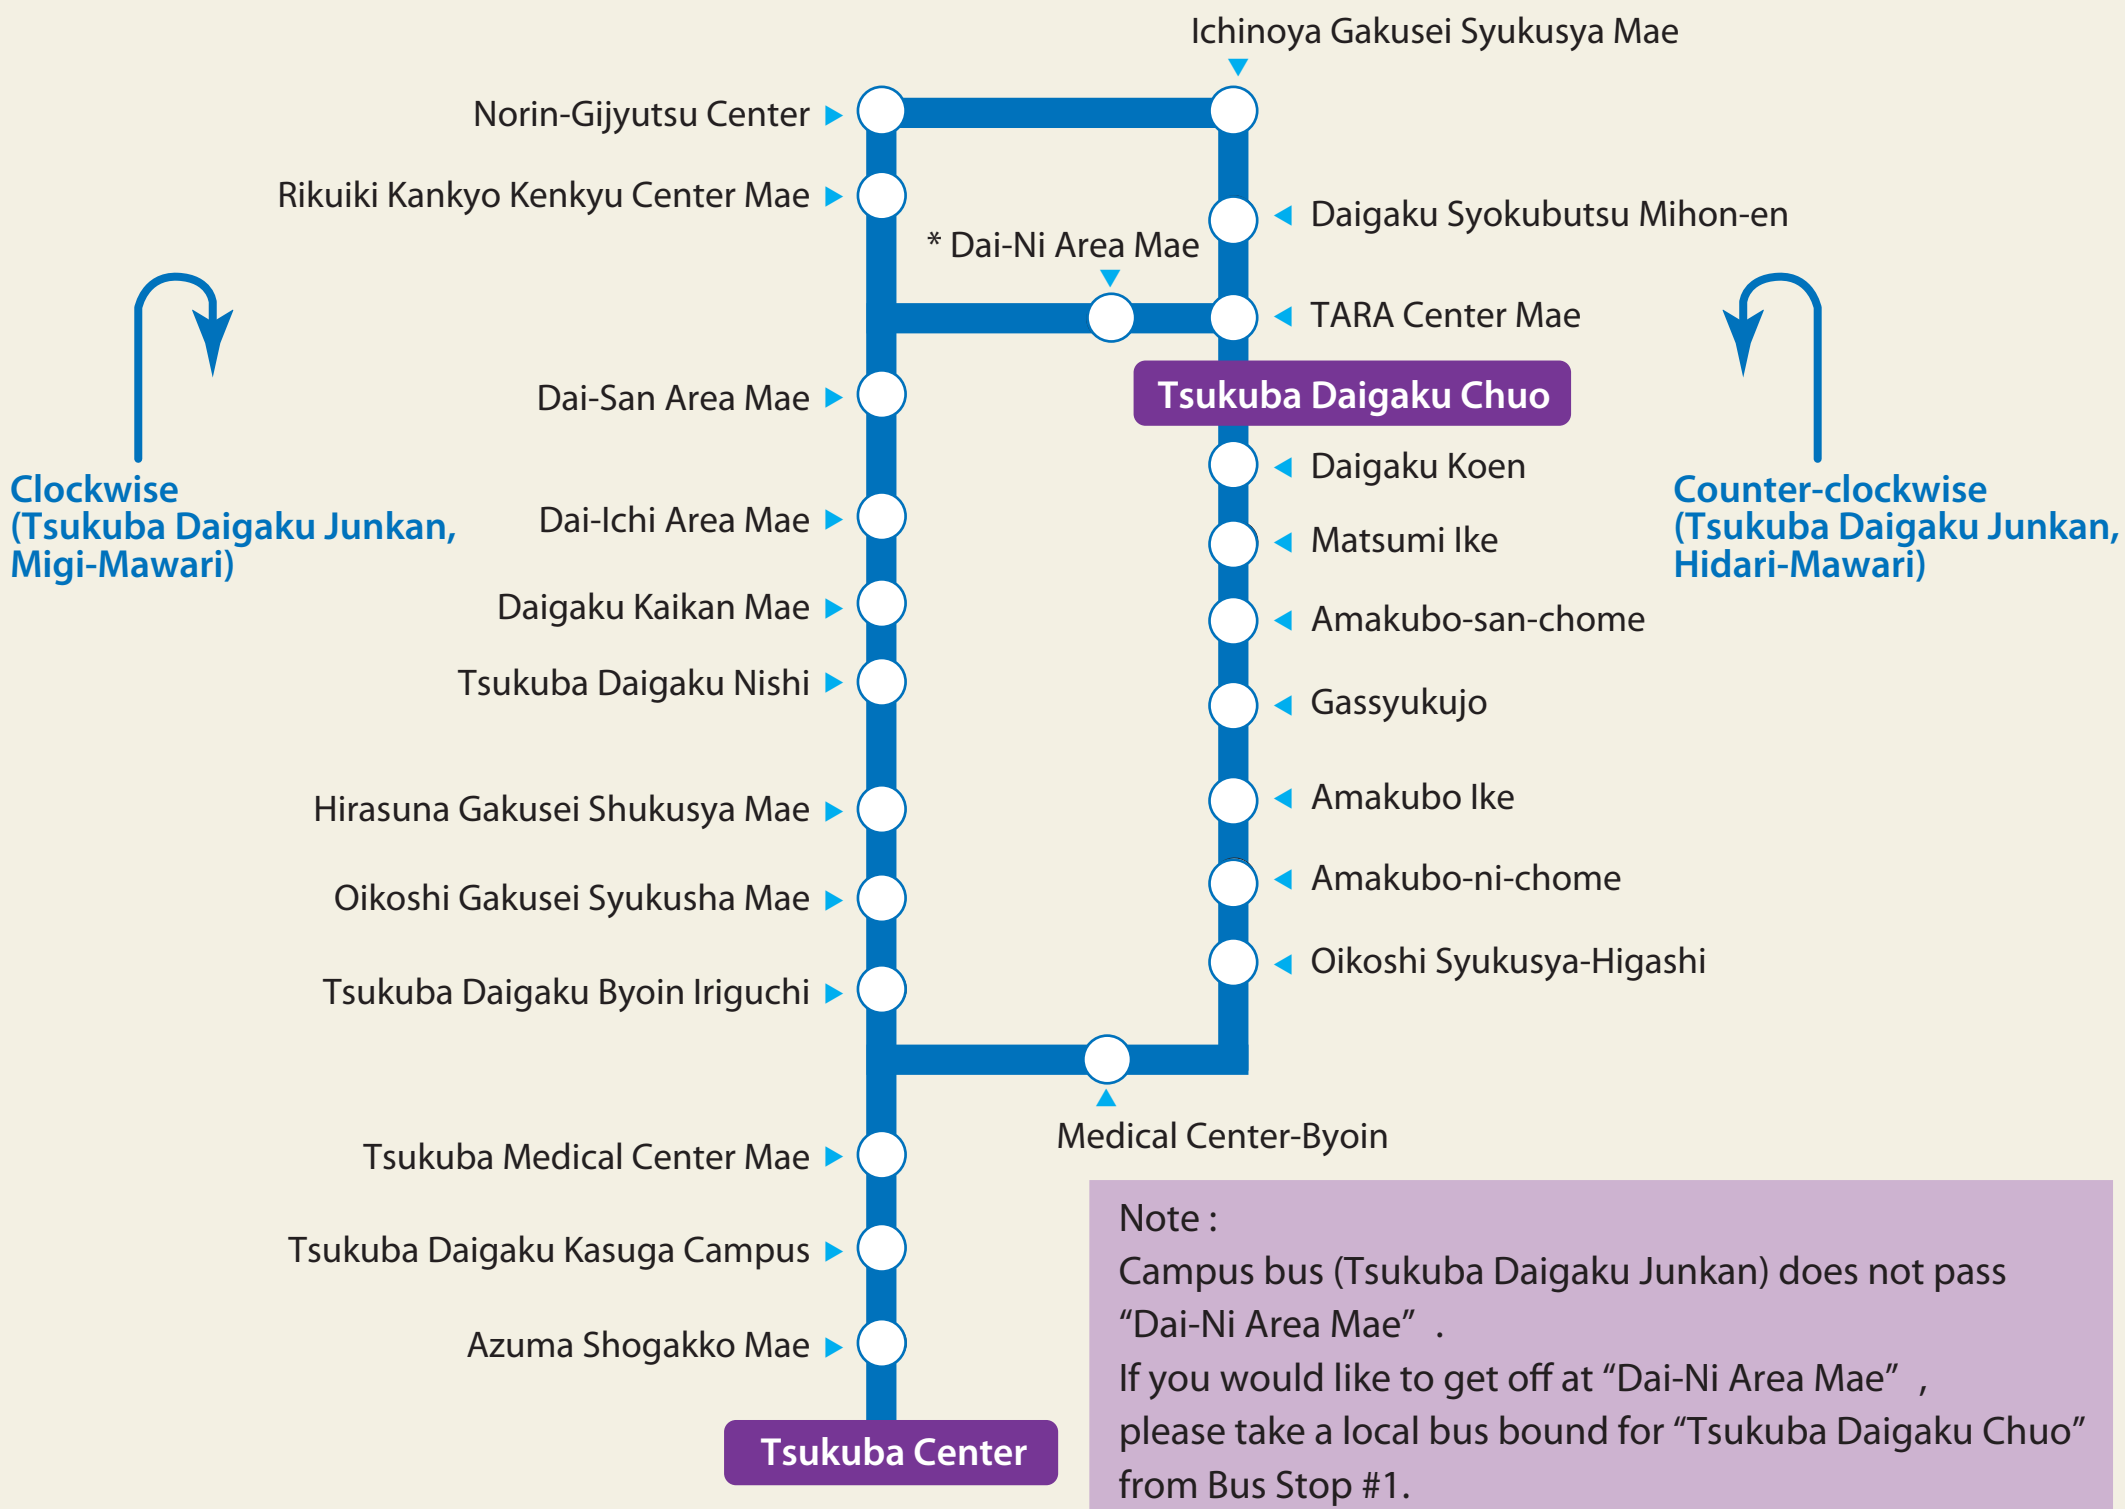 Ichinoya Gakusei Syukusya Mae
Norin-Gijyutsu Center
Rikuiki Kankyo Kenkyu Center Mae
Daigaku Syokubutsu Mihon-en
* Dai-Ni Area Mae
TARA Center Mae
Dai-San Area Mae
Tsukuba Daigaku Chuo
Daigaku Koen
Clockwise
(Tsukuba Daigaku Junkan,
Migi-Mawari)
Counter-clockwise
(Tsukuba Daigaku Junkan,
Hidari-Mawari)
Dai-Ichi Area Mae
Matsumi Ike
Daigaku Kaikan Mae
Amakubo-san-chome
Tsukuba Daigaku Nishi
Gassyukujo
Hirasuna Gakusei Shukusya Mae
Amakubo Ike
Oikoshi Gakusei Syukusha Mae
Amakubo-ni-chome
Tsukuba Daigaku Byoin Iriguchi
Oikoshi Syukusya-Higashi
Medical Center-Byoin
Tsukuba Medical Center Mae
Tsukuba Daigaku Kasuga Campus
Azuma Shogakko Mae
Tsukuba Center
Note :
Campus bus (Tsukuba Daigaku Junkan) does not pass
“Dai-Ni Area Mae” .
If you would like to get off at “Dai-Ni Area Mae” ,
please take a local bus bound for “Tsukuba Daigaku Chuo”
from Bus Stop #1.